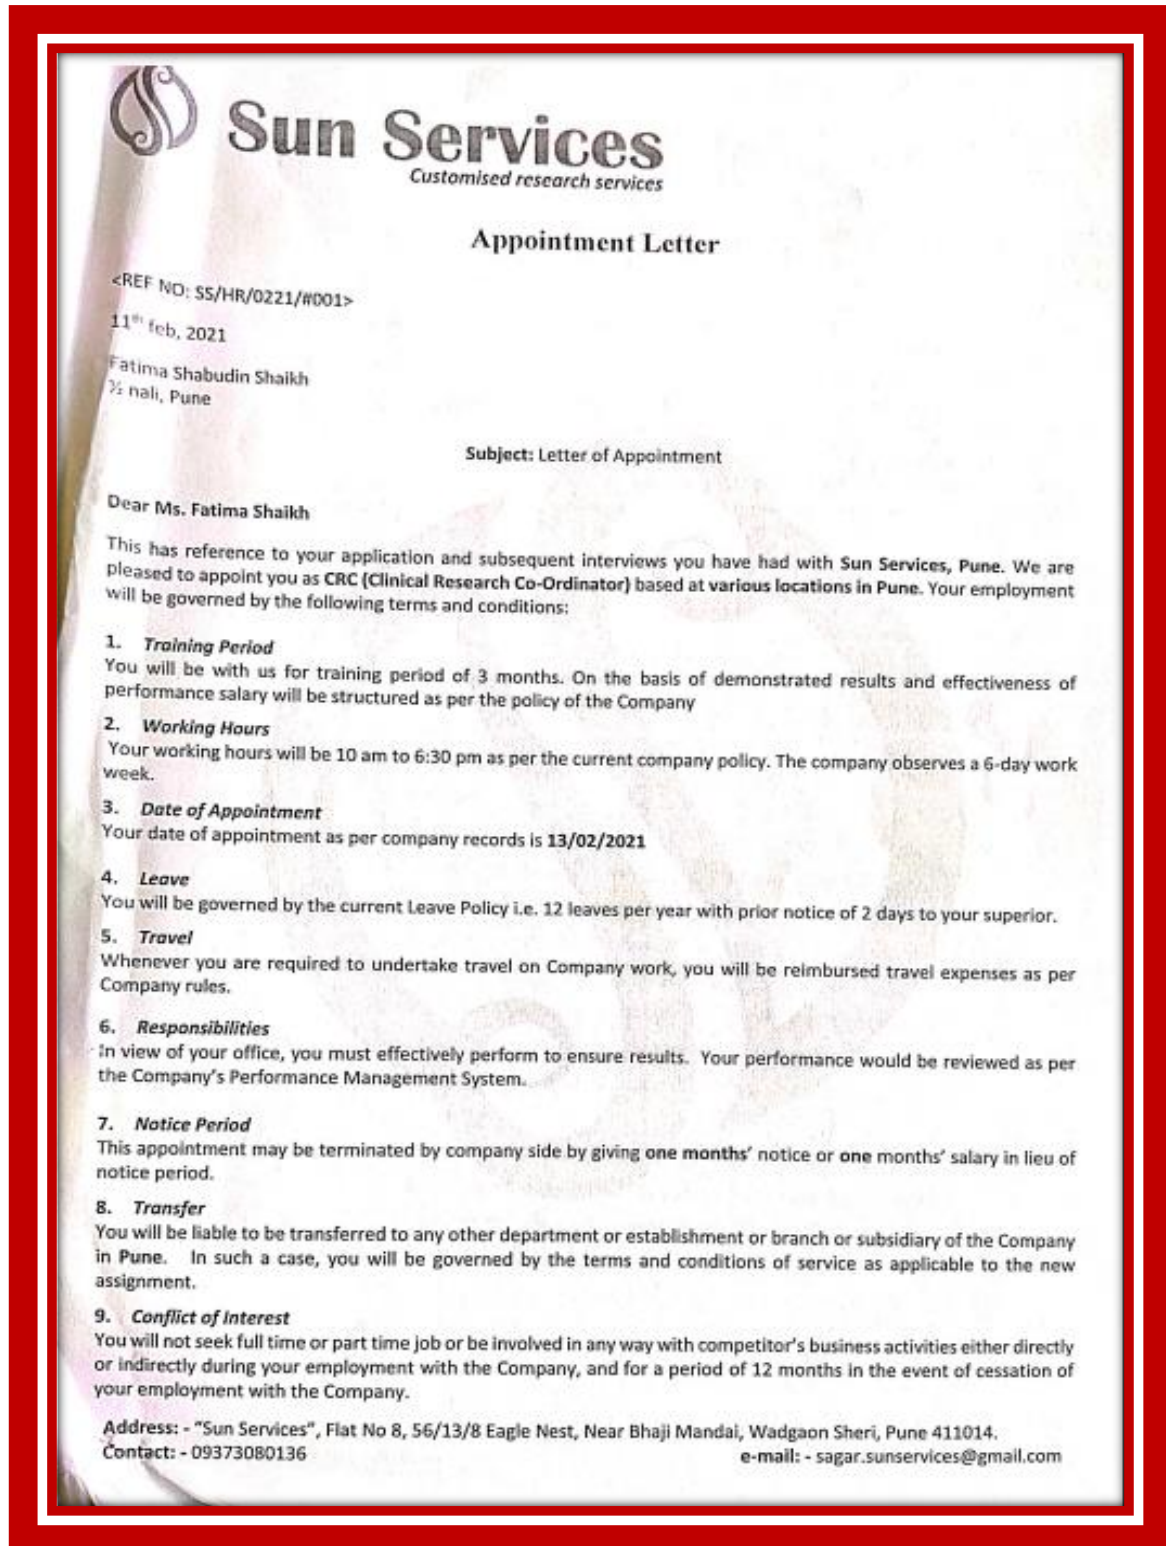 Sun Services
Customised research services
Appointment Letter
<REF NO: SS/HR/0221/#001>
11th feb, 2021
Fatima Shabudin Shaikh
½ nali, Pune
Subject: Letter of Appointment
Dear Ms. Fatima Shaikh
This has reference to your application and subsequent interviews you have had with Sun Services, Pune. We are
pleased to appoint you as CRC (Clinical Research Co-Ordinator) based at various locations in Pune. Your employment
will be governed by the following terms and conditions:
1. Training Period
You will be with us for training period of 3 months. On the basis of demonstrated results and effectiveness of
performance salary will be structured as per the policy of the Company
2. Working Hours
Your working hours will be 10 am to 6:30 pm as per the current company policy. The company observes a 6-day work
week.
3. Date of Appointment
Your date of appointment as per company records is 13/02/2021
4. Leave
You will be governed by the current Leave Policy i.e. 12 leaves per year with prior notice of 2 days to your superior.
5. Travel
Whenever you are required to undertake travel on Company work, you will be reimbursed travel expenses as per
Company rules.
6. Responsibilities
In view of your office, you must effectively perform to ensure results. Your performance would be reviewed as per
the Company's Performance Management System.
7. Notice Period
This appointment may be terminated by company side by giving one months' notice or one months' salary in lieu of
notice period.
8. Transfer
You will be liable to be transferred to any other department or establishment or branch or subsidiary of the Company
in Pune. In such a case, you will be governed by the terms and conditions of service as applicable to the new
assignment.
9. Conflict of Interest
You will not seek full time or part time job or be involved in any way with competitor's business activities either directly
or indirectly during your employment with the Company, and for a period of 12 months in the event of cessation of
your employment with the Company.
Address: - "Sun Services", Flat No 8, 56/13/8 Eagle Nest, Near Bhaji Mandai, Wadgaon Sheri, Pune 411014.
Contact: - 09373080136 e-mail: - sagar.sunservices@gmail.com